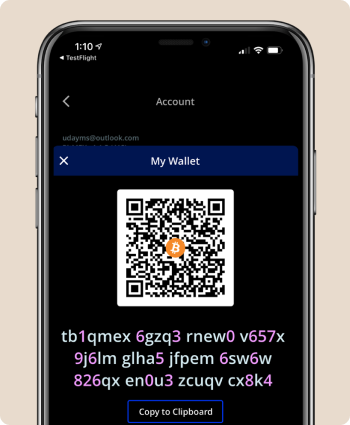 1:10
◀ TestFlight
Account
udayms@outlook.com
My Wallet
tb1qmex 6gzq3 rnew0 v657x
9j6lm glha5 jfpem 6sw6w
826qx en0u3 zcuqv cx8k4
Copy to Clipboard